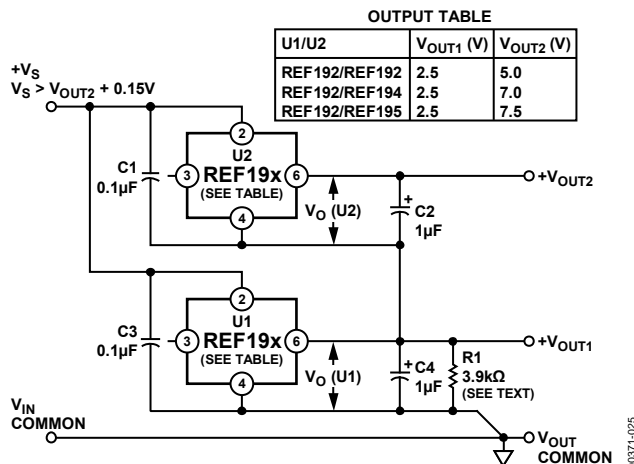 OUTPUT TABLE
U1/U2 VOUT1 (V) VOUT2 (V)
REF192/REF192 2.5 5.0
REF192/REF194 2.5 7.0
REF192/REF195 2.5 7.5
+VS
VS > VOUT2 + 0.15V
2
U2
C1
0.1µF
3
REF19x
6
(SEE TABLE)
4
VO (U2)
+
C2
1µF
+VOUT2
2
U1
C3
0.1µF
3
REF19x
6
(SEE TABLE)
4
VO (U1)
+
C4
1µF
R1
3.9kΩ
(SEE TEXT)
+VOUT1
VIN
COMMON
VOUT
COMMON
00371-025